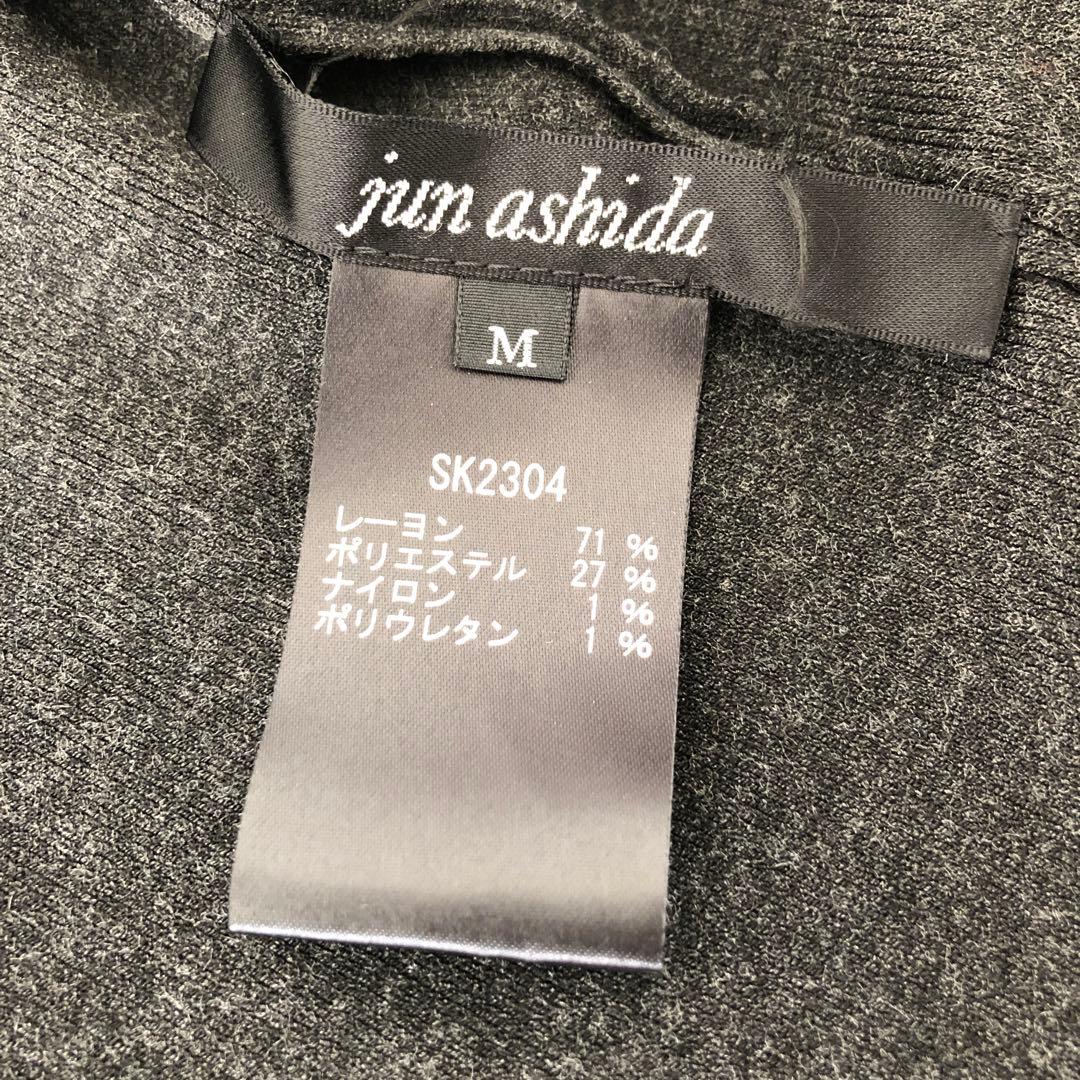 jun ashida
M
SK2304
レーヨン 71 %
ポリエステル 27 %
ナイロン 1 %
ポリウレタン 1 %